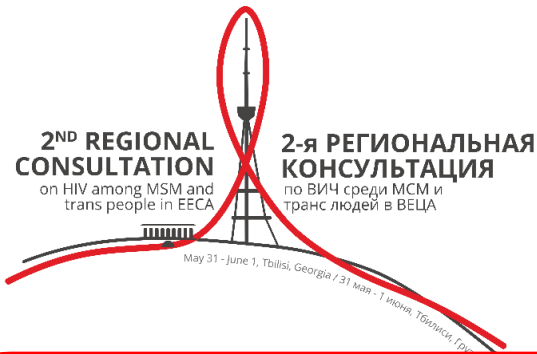 2ND REGIONAL
CONSULTATION
on HIV among MSM and
trans people in EECA
2-я РЕГИОНАЛЬНАЯ
КОНСУЛЬТАЦИЯ
по ВИЧ среди МСМ и
транс людей в ВЕЦА
May 31 - June 1, Tbilisi, Georgia / 31 мая - 1 июня, Тбилиси,